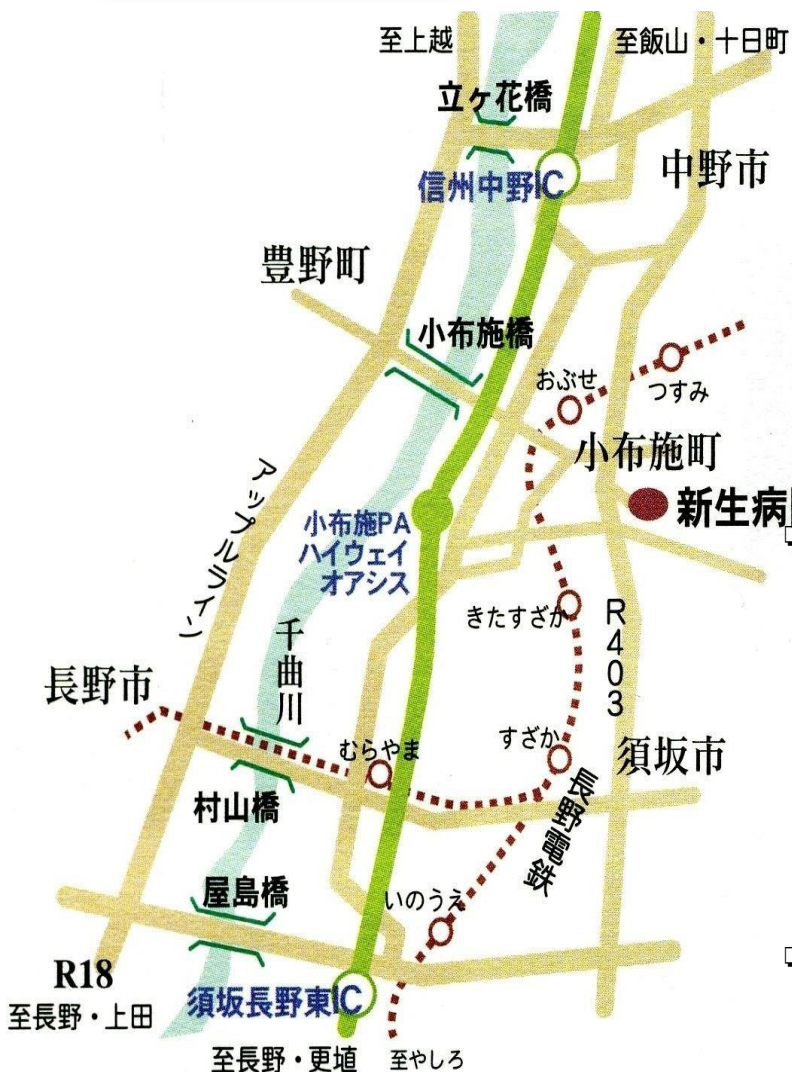 至上越
至飯山・十日町
立ヶ花橋
信州中野IC
中野市
豊野町
小布施橋
おぶせ
つすみ
小布施町
新生病
アップルライン
小布施PA
ハイウェイ
オアシス
きたすざか
R403
千曲川
長野市
むらやま
すざか
須坂市
村山橋
長野電鉄
屋島橋
いのうえ
R18
至長野・上田
須坂長野東IC
至長野・更埴
至やしろ